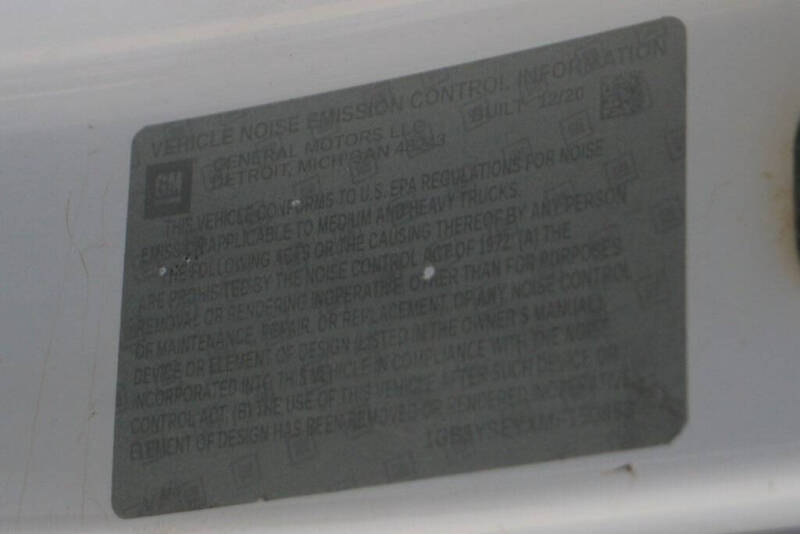 VEHICLE NOISE EMISSION CONTROL INFORMATION
GM
GENERAL MOTORS LLC BUILT- 12/20
DETROIT, MICHIGAN 48243
THIS VEHICLE CONFORMS TO U.S. EPA REGULATIONS FOR NOISE
EMISSION APPLICABLE TO MEDIUM AND HEAVY TRUCKS.
THE FOLLOWING ACTS OR THE CAUSING THEREOF BY ANY PERSON
ARE PROHIBITED BY THE NOISE CONTROL ACT OF 1972: (A) THE
REMOVAL OR RENDERING INOPERATIVE, OTHER THAN FOR PURPOSES
OF MAINTENANCE, REPAIR, OR REPLACEMENT, OF ANY NOISE CONTROL
DEVICE OR ELEMENT OF DESIGN (LISTED IN THE OWNER'S MANUAL)
INCORPORATED INTO THIS VEHICLE IN COMPLIANCE WITH THE NOISE
CONTROL ACT, (B) THE USE OF THIS VEHICLE AFTER SUCH DEVICE OR
ELEMENT OF DESIGN HAS BEEN REMOVED OR RENDERED INOPERATIVE.